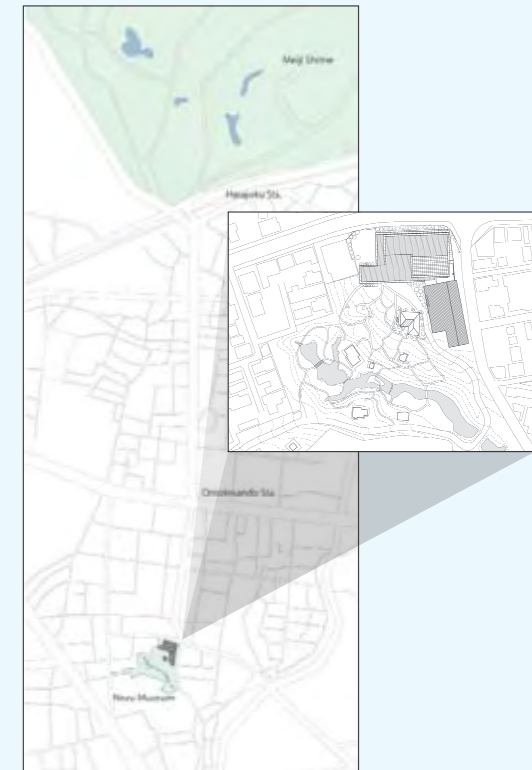 Meiji Shrine
Harajuku Sta.
Omotesando Sta.
Nezu Museum